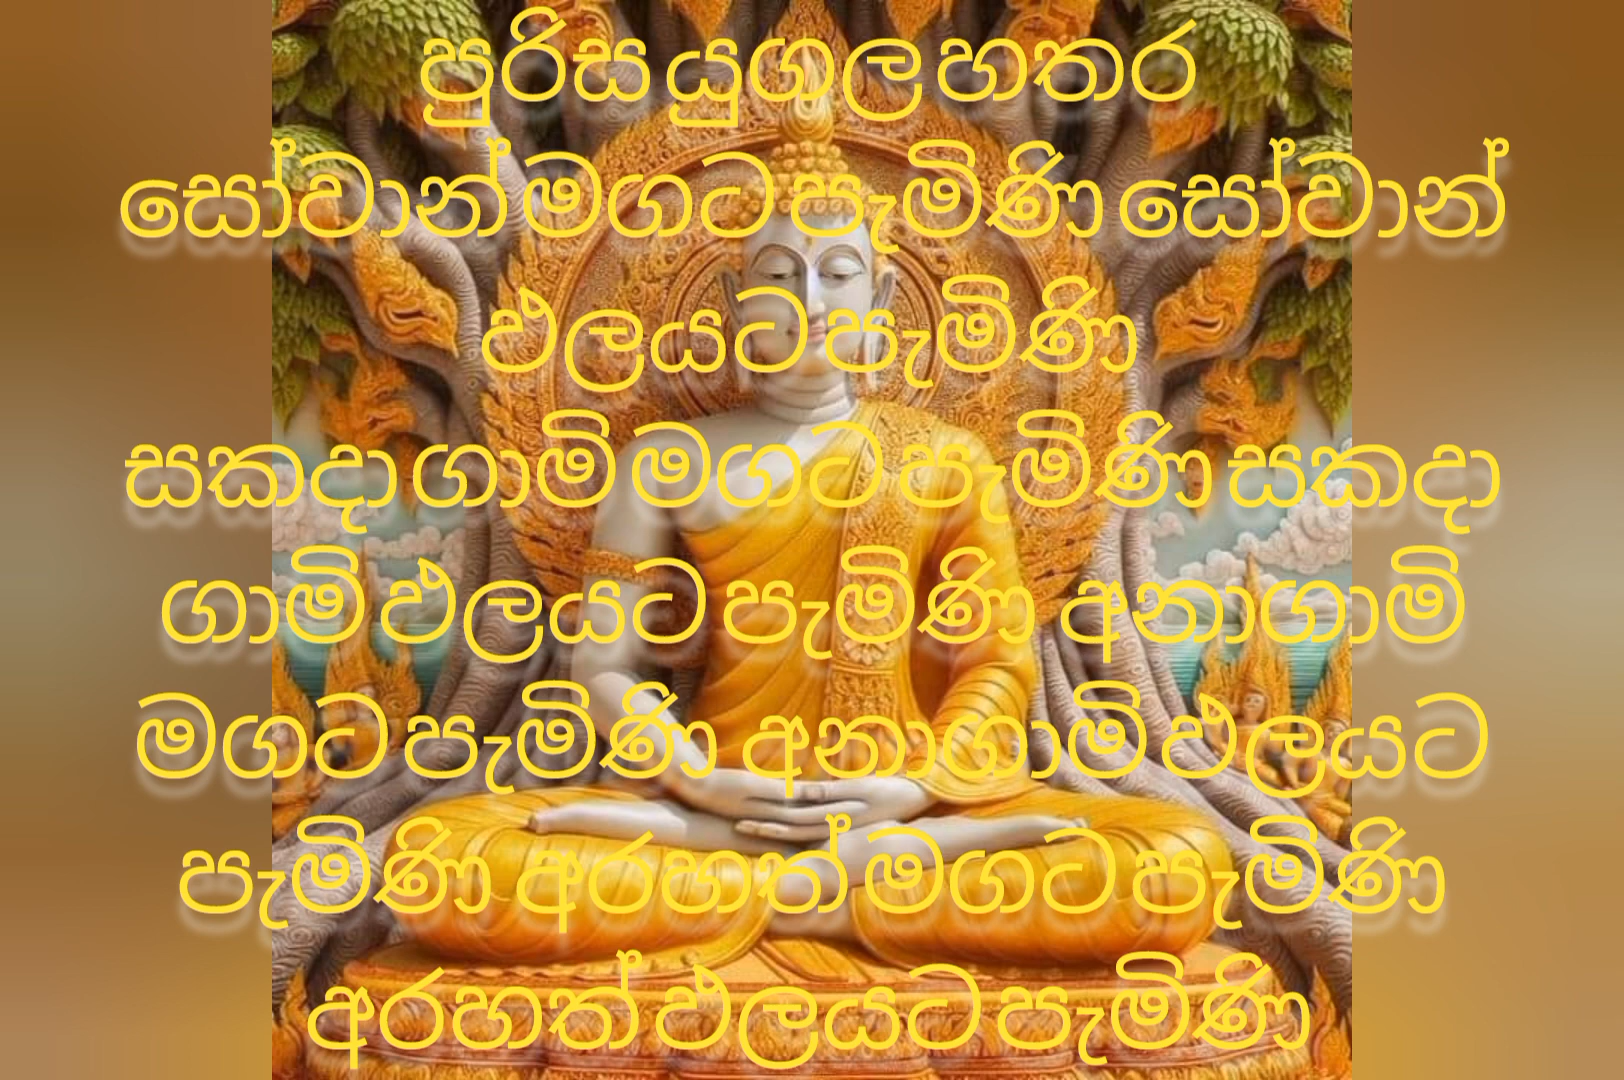 පුරිස යුගල හතර
සෝවාන් මගට පැමිණි සෝවාන්
ඵලයට පැමිණි
සකදා ගාමි මගට පැමිණි සකදා
ගාමි ඵලයට පැමිණි අනාගාමි
මගට පැමිණි අනාගාමි ඵලයට
පැමිණි අරහත් මගට පැමිණි
අරහත් ඵලයට පැමිණි